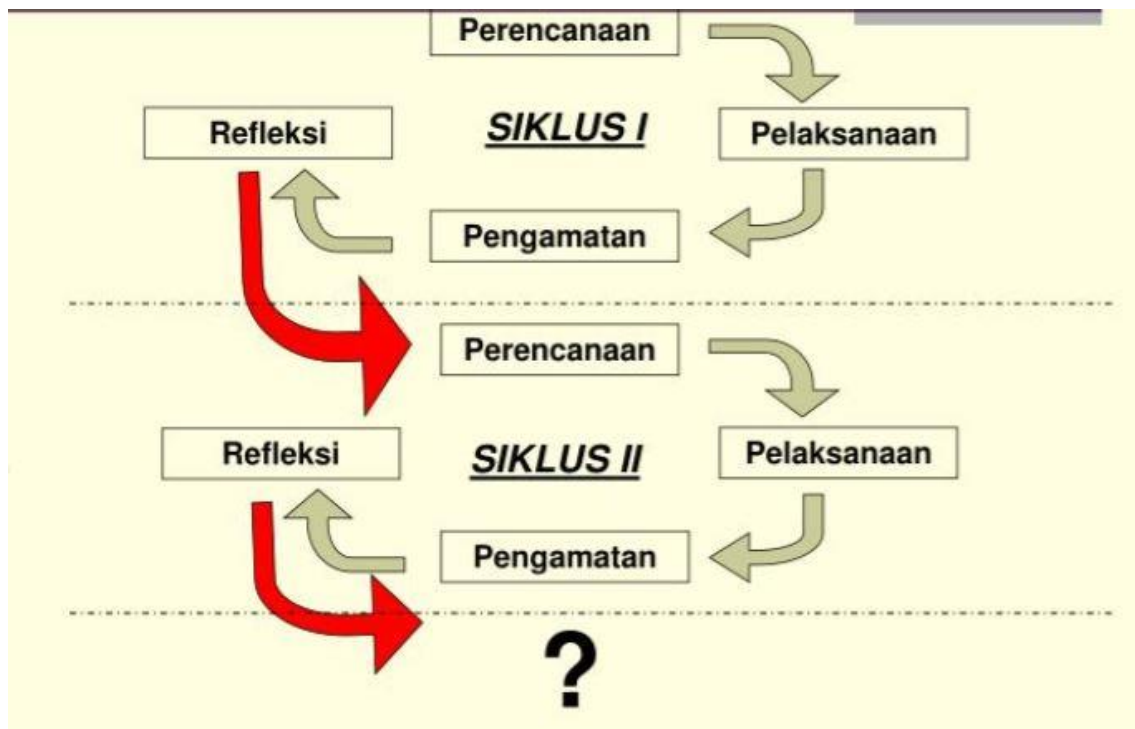 Perencanaan
Refleksi
SIKLUS I
Pelaksanaan
Pengamatan
Perencanaan
Refleksi
SIKLUS II
Pelaksanaan
Pengamatan
?